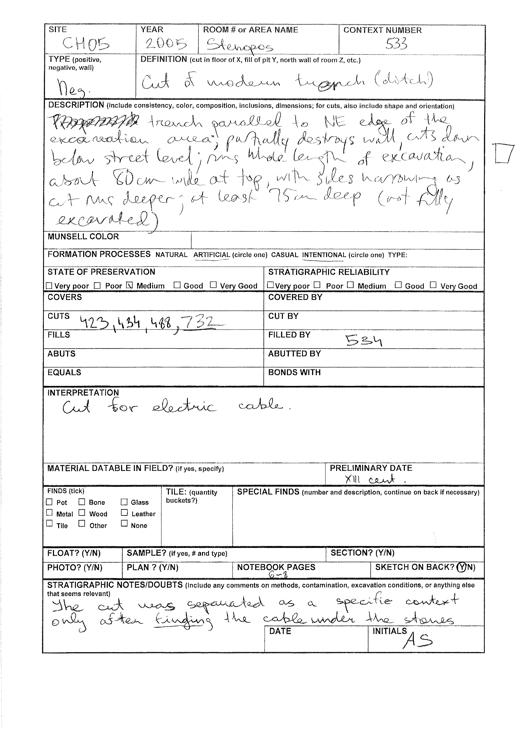 SITE YEAR ROOM # or AREA NAME CONTEXT NUMBER
CH05 2005 Stenopos 533
TYPE (positive, negative, wall) DEFINITION (cut in floor of X, fill of pit Y, north wall of room Z, etc.)
Neg. Cut of modern trench (ditch)
DESCRIPTION (include consistency, color, composition, inclusions, dimensions; for cuts, also include shape and orientation)
trench parallel to NE edge of the
excavation area; partially destroys wall, cuts down
below street level; runs whole length of excavation,
about 80cm wide at top, with sides narrowing as
cut runs deeper; at least 75cm deep (not fully
excavated)
MUNSELL COLOR
FORMATION PROCESSES NATURAL ARTIFICIAL (circle one) CASUAL INTENTIONAL (circle one) TYPE:
STATE OF PRESERVATION STRATIGRAPHIC RELIABILITY
Very poor Poor Medium Good Very Good Very poor Poor Medium Good Very Good
COVERS COVERED BY
CUTS 423, 434, 488, 732 CUT BY
FILLS FILLED BY 534
ABUTS ABUTTED BY
EQUALS BONDS WITH
INTERPRETATION
Cut for electric cable.
MATERIAL DATABLE IN FIELD? (if yes, specify) PRELIMINARY DATE
XIII cent.
FINDS (tick) TILE: (quantity buckets?) SPECIAL FINDS (number and description, continue on back if necessary)
Pot Bone Glass
Metal Wood Leather
Tile Other None
FLOAT? (Y/N) SAMPLE? (if yes, # and type) SECTION? (Y/N)
PHOTO? (Y/N) PLAN ? (Y/N) NOTEBOOK PAGES SKETCH ON BACK? (Y/N)
6-8
STRATIGRAPHIC NOTES/DOUBTS (Include any comments on methods, contamination, excavation conditions, or anything else
that seems relevant)
The cut was separated as a specific context
only after finding the cable under the stones
DATE INITIALS
AS